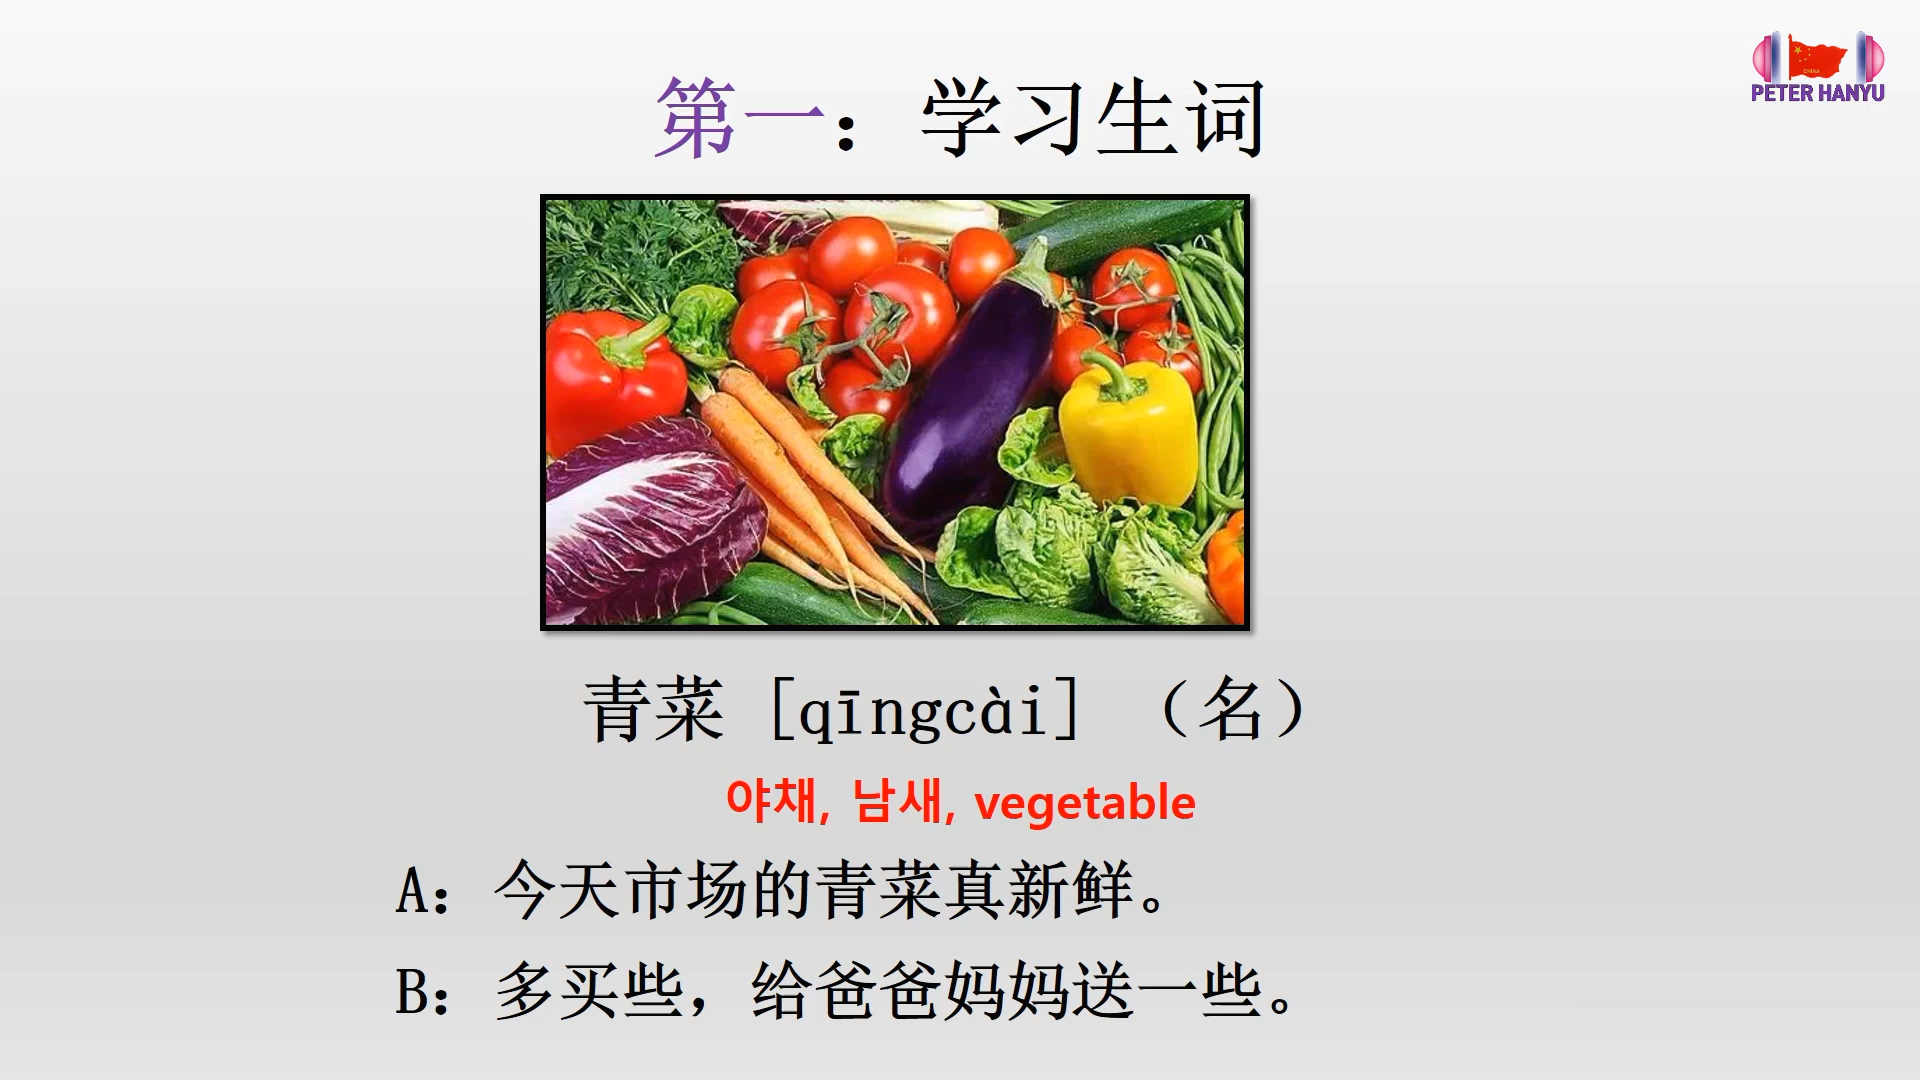 CHINA
PETER HANYU
第一：学习生词
青菜 [qīngcài] （名）
야채, 남새, vegetable
A：今天市场的青菜真新鲜。
B：多买些，给爸爸妈妈送一些。